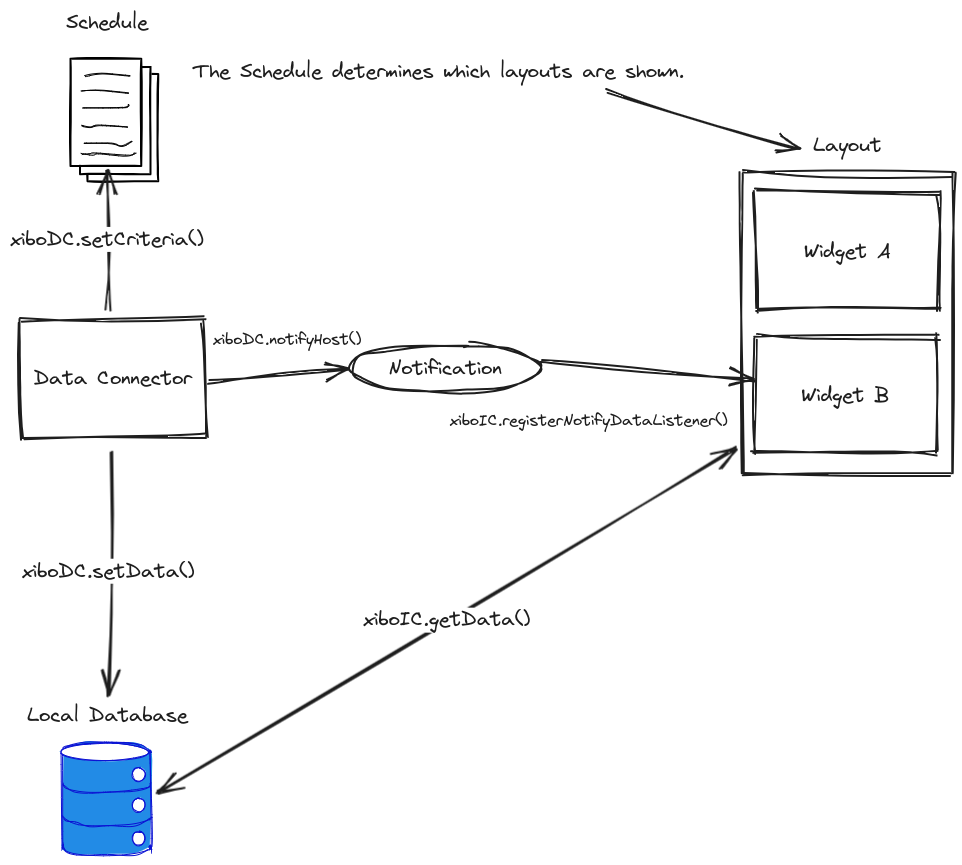 Schedule
The Schedule determines which layouts are shown.
Layout
xiboDC.setCriteria()
Widget A
xiboDC.notifyHost()
Notification
Data Connector
Widget B
xiboIC.registerNotifyDataListener()
xiboDC.setData()
xiboIC.getData()
Local Database